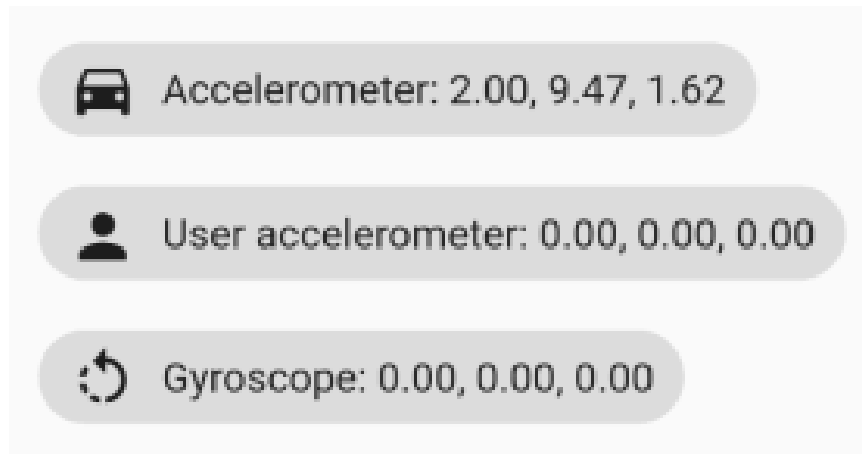 Accelerometer: 2.00, 9.47, 1.62
User accelerometer: 0.00, 0.00, 0.00
Gyroscope: 0.00, 0.00, 0.00